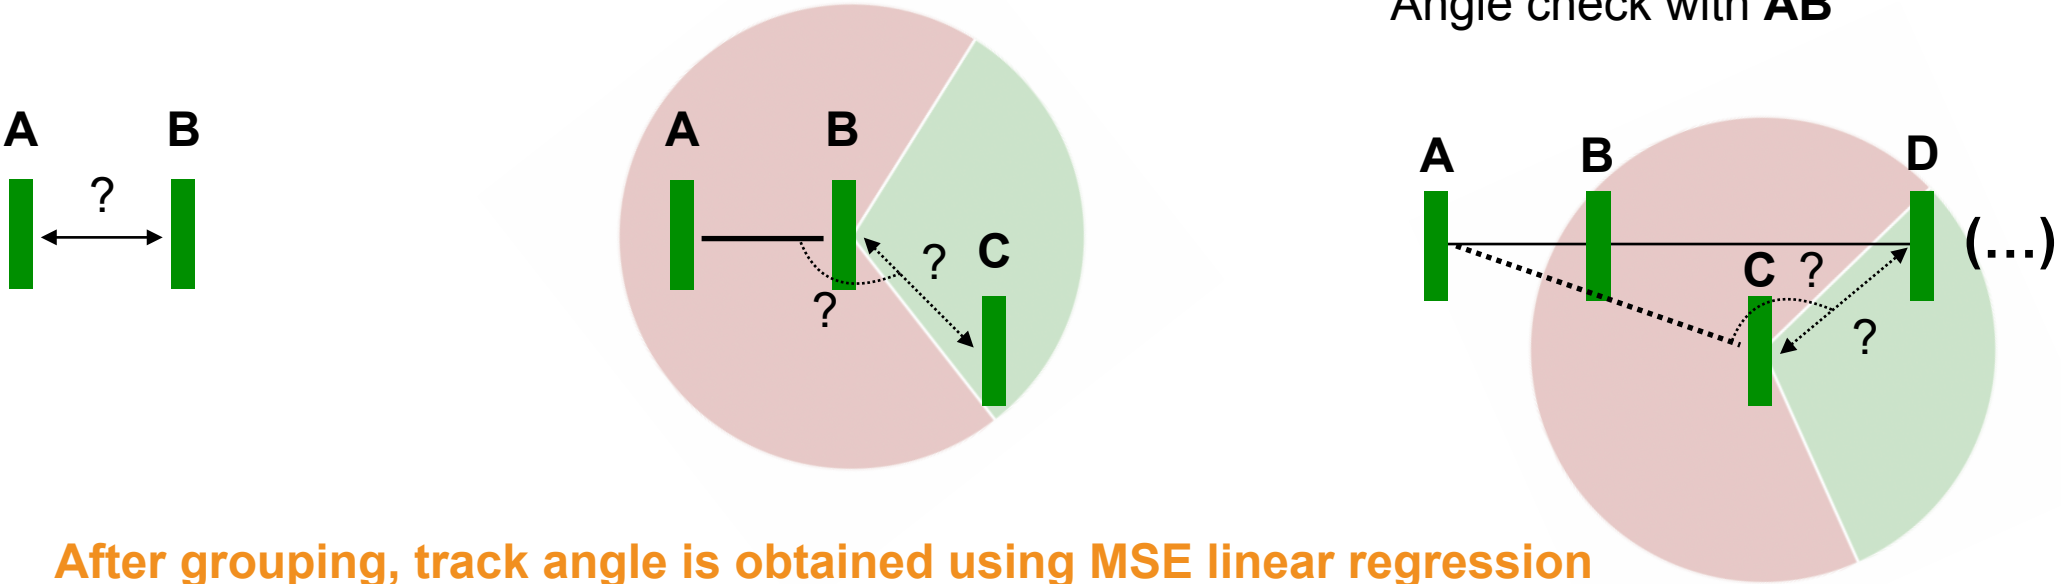 Angle check with AB
A B
?
A B
? C
?
A B D
(...)
C ?
?
After grouping, track angle is obtained using MSE linear regression